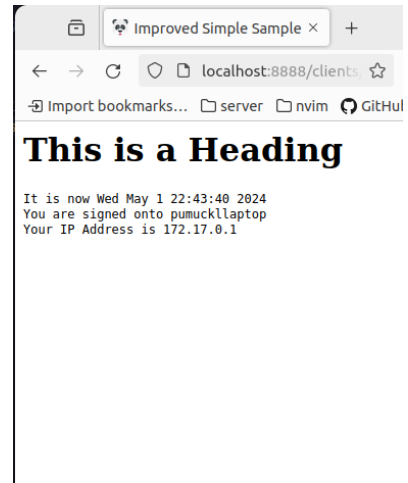 Improved Simple Sample
localhost:8888/clients
Import bookmarks... server nvim GitHub
This is a Heading
It is now Wed May 1 22:43:40 2024
You are signed onto pumuckllaptop
Your IP Address is 172.17.0.1